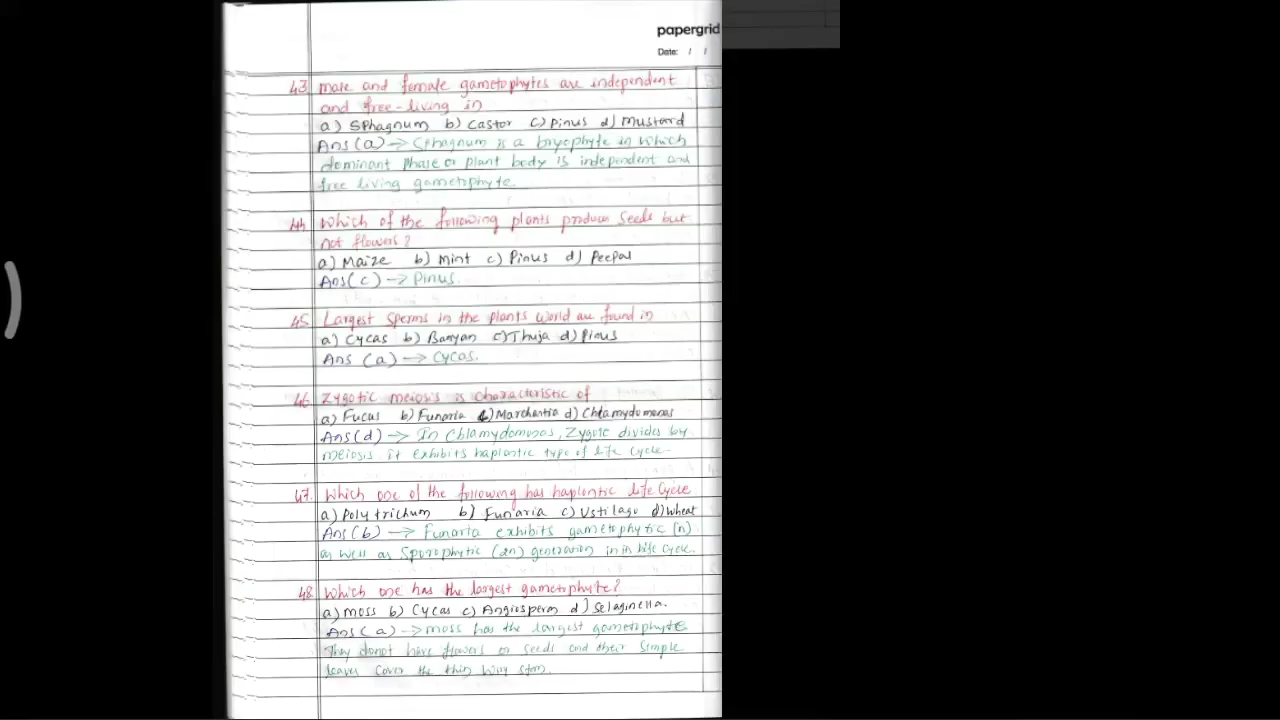 papergrid
Date: / /
43 Male and female gametophytes are independent
and free-living in
a) Sphagnum b) Castor c) Pinus d) Mustard
Ans (a) -> Sphagnum is a bryophyte in which
dominant phase or plant body is independent and
free living gametophyte.
44 Which of the following plants produce seeds but
not flowers?
a) Maize b) Mint c) Pinus d) Peepal
Ans (c) -> Pinus.
45 Largest sperms in the plants world are found in
a) Cycas b) Banyan c) Thuja d) Pinus
Ans (a) -> Cycas.
46 Zygotic meiosis is characteristic of
a) Fucus b) Funaria c) Marchantia d) Chlamydomonas
Ans (d) -> In Chlamydomonas, Zygote divides by
meiosis it exhibits haplontic type of life cycle.
47. Which one of the following has haplontic life cycle
a) Polytrichum b) Funaria c) Ustilago d) Wheat
Ans (b) -> Funaria exhibits gametophytic (n)
as well as sporophytic (2n) generation in its life cycle.
48 Which one has the largest gametophyte?
a) moss b) Cycas c) Angiosperm d) Selaginella.
Ans (a) -> moss has the largest gametophyte
They donot have flowers or seeds and their simple
leaves cover the thin wiry stem.